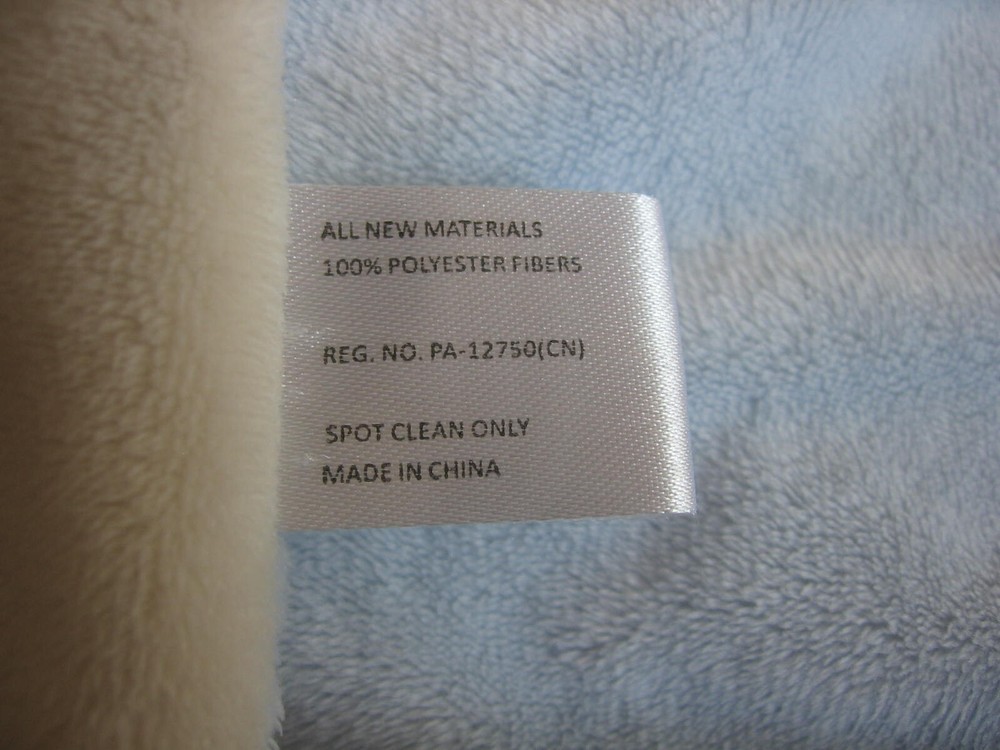 ALL NEW MATERIALS
100% POLYESTER FIBERS
REG. NO. PA-12750(CN)
SPOT CLEAN ONLY
MADE IN CHINA